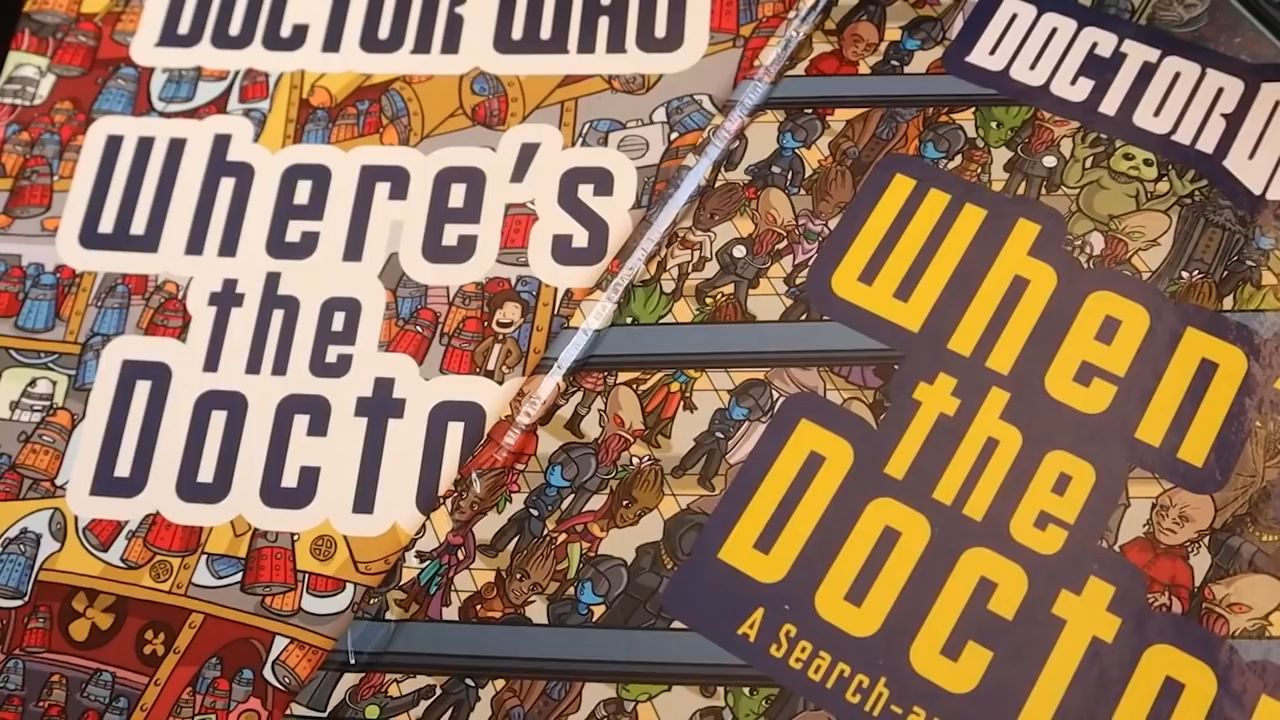 DOCTOR WHO
Where's
the
Docto
DOCTOR
When
the
Docto
A Search-a